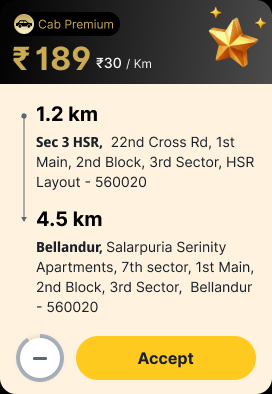 Cab Premium
₹189 ₹30 / Km
1.2 km
Sec 3 HSR, 22nd Cross Rd, 1st
Main, 2nd Block, 3rd Sector, HSR
Layout - 560020
4.5 km
Bellandur, Salarpuria Serinity
Apartments, 7th sector, 1st Main,
2nd Block, 3rd Sector, Bellandur
- 560020
Accept